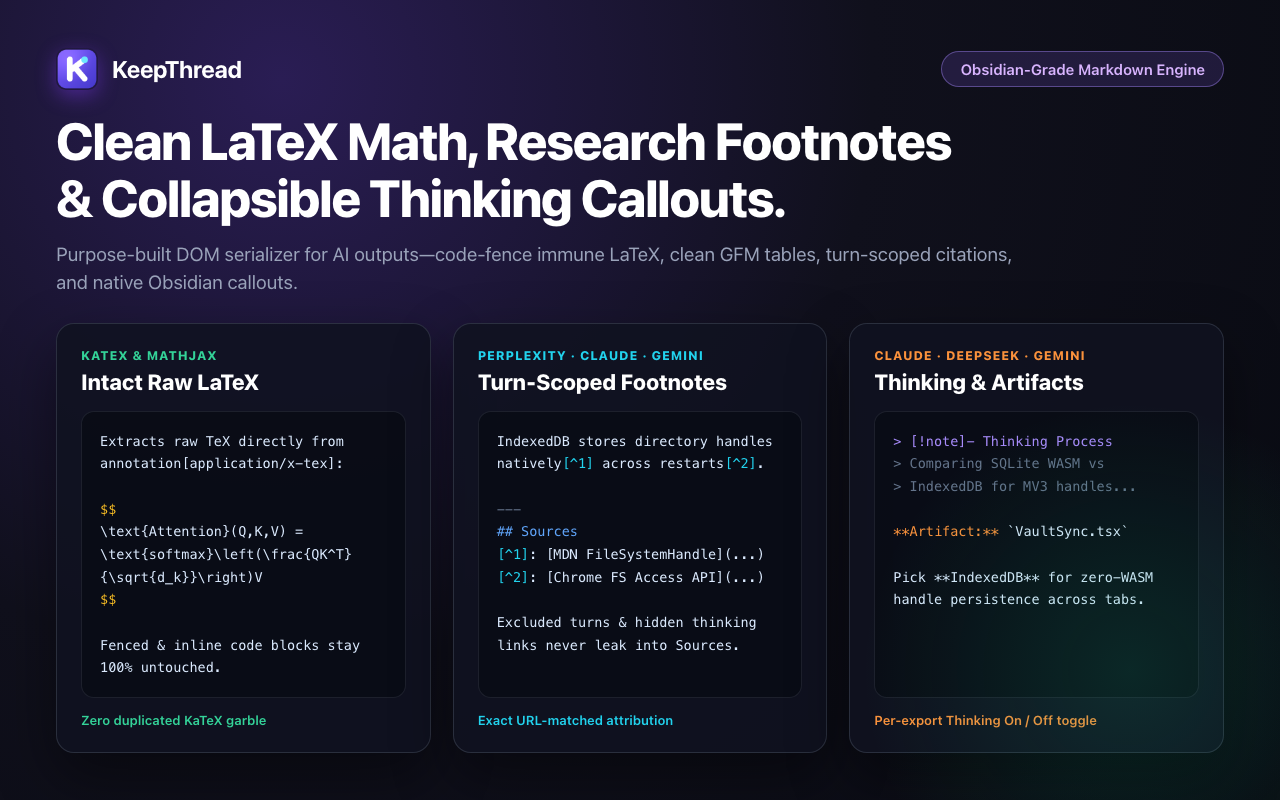 KeepThread
Obsidian-Grade Markdown Engine
Clean LaTeX Math, Research Footnotes
& Collapsible Thinking Callouts.
Purpose-built DOM serializer for AI outputs—code-fence immune LaTeX, clean GFM tables, turn-scoped citations,
and native Obsidian callouts.
KATEX & MATHJAX
Intact Raw LaTeX
Extracts raw TeX directly from
annotation[application/x-tex]:
$$
\text{Attention}(Q,K,V) =
\text{softmax}\left(\frac{QK^T}
{\sqrt{d_k}}\right)V
$$
Fenced & inline code blocks stay
100% untouched.
Zero duplicated KaTeX garble
PERPLEXITY · CLAUDE · GEMINI
Turn-Scoped Footnotes
IndexedDB stores directory handles
natively[^1] across restarts[^2].
---
## Sources
[^1]: [MDN FileSystemHandle](...)
[^2]: [Chrome FS Access API](...)
Excluded turns & hidden thinking
links never leak into Sources.
Exact URL-matched attribution
CLAUDE · DEEPSEEK · GEMINI
Thinking & Artifacts
> [!note]- Thinking Process
> Comparing SQLite WASM vs
> IndexedDB for MV3 handles...
**Artifact:** `VaultSync.tsx`
Pick **IndexedDB** for zero-WASM
handle persistence across tabs.
Per-export Thinking On / Off toggle